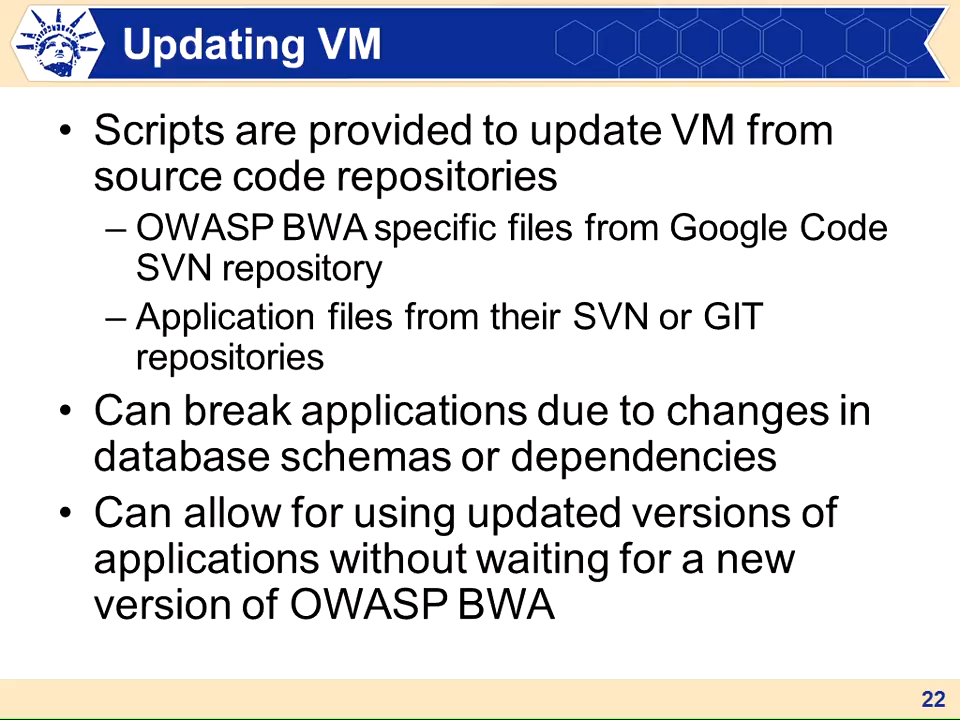 Updating VM
• Scripts are provided to update VM from
source code repositories
– OWASP BWA specific files from Google Code
SVN repository
– Application files from their SVN or GIT
repositories
• Can break applications due to changes in
database schemas or dependencies
• Can allow for using updated versions of
applications without waiting for a new
version of OWASP BWA
22